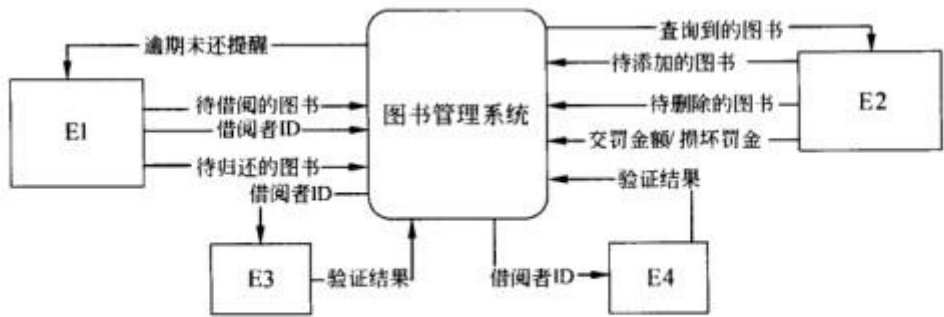 逾期未还提醒
查询到的图书
待添加的图书
E1
待借阅的图书
借阅者ID
待归还的图书
借阅者ID
图书管理系统
待删除的图书
E2
交罚金额/损坏罚金
验证结果
E3
验证结果
借阅者ID
E4